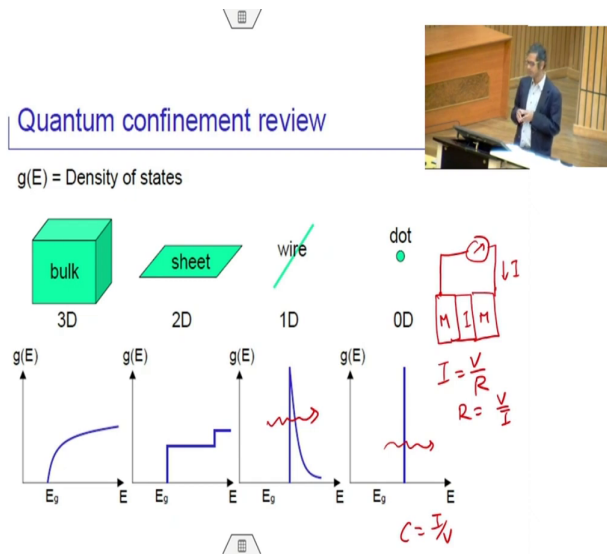 Quantum confinement review
g(E) = Density of states
bulk
sheet
wire
dot
3D
2D
1D
0D
↓I
M I M
I = V/R
R = V/I
g(E)
g(E)
g(E)
g(E)
Eg E
Eg E
Eg E
Eg E
C = I/V